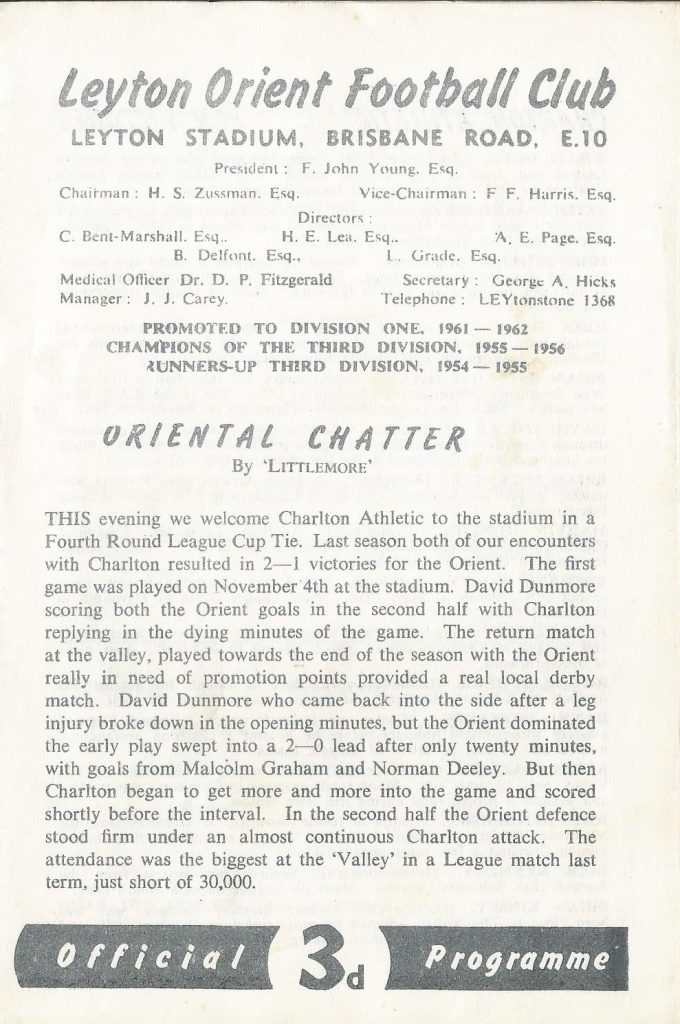 Leyton Orient Football Club
LEYTON STADIUM, BRISBANE ROAD, E.10
President : F. John Young. Esq.
Chairman : H. S. Zussman. Esq. Vice-Chairman : F F. Harris. Esq.
Directors :
C. Bent-Marshall. Esq.. H. E. Lea. Esq.. A. E. Page. Esq.
B. Delfont. Esq., L. Grade. Esq.
Medical Officer Dr. D. P. Fitzgerald Secretary : George A. Hicks
Manager : J. J. Carey. Telephone : LEYtonstone 1368
PROMOTED TO DIVISION ONE. 1961 — 1962
CHAMPIONS OF THE THIRD DIVISION. 1955 — 1956
RUNNERS-UP THIRD DIVISION, 1954 — 1955
ORIENTAL CHATTER
By 'LITTLEMORE'
THIS evening we welcome Charlton Athletic to the stadium in a
Fourth Round League Cup Tie. Last season both of our encounters
with Charlton resulted in 2—1 victories for the Orient. The first
game was played on November 4th at the stadium. David Dunmore
scoring both the Orient goals in the second half with Charlton
replying in the dying minutes of the game. The return match
at the valley, played towards the end of the season with the Orient
really in need of promotion points provided a real local derby
match. David Dunmore who came back into the side after a leg
injury broke down in the opening minutes, but the Orient dominated
the early play swept into a 2—0 lead after only twenty minutes,
with goals from Malcolm Graham and Norman Deeley. But then
Charlton began to get more and more into the game and scored
shortly before the interval. In the second half the Orient defence
stood firm under an almost continuous Charlton attack. The
attendance was the biggest at the 'Valley' in a League match last
term, just short of 30,000.
Official 3d Programme